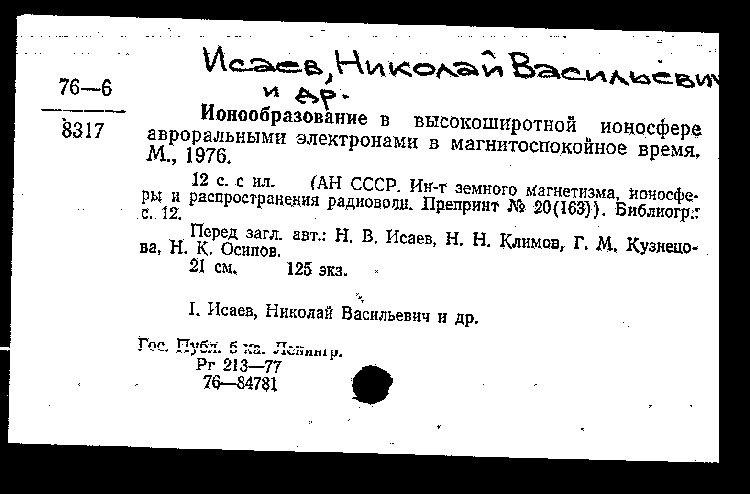 Исаев, Николай Васильевич
и др.
76—6
8317
Ионообразование в высокоширотной ионосфере
авроральными электронами в магнитоспокойное время.
М., 1976.
12 с. с ил. (АН СССР. Ин-т земного магнетизма, ионосфе-
ры и распространения радиоволн. Препринт № 20(163)). Библиогр.:
с. 12.
Перед загл. авт.: Н. В. Исаев, Н. Н. Климов, Г. М. Кузнецо-
ва, Н. К. Осипов.
21 см. 125 экз.
I. Исаев, Николай Васильевич и др.
Гос. Публ. б-ка. Ленингр.
Рг 213—77
76—84781